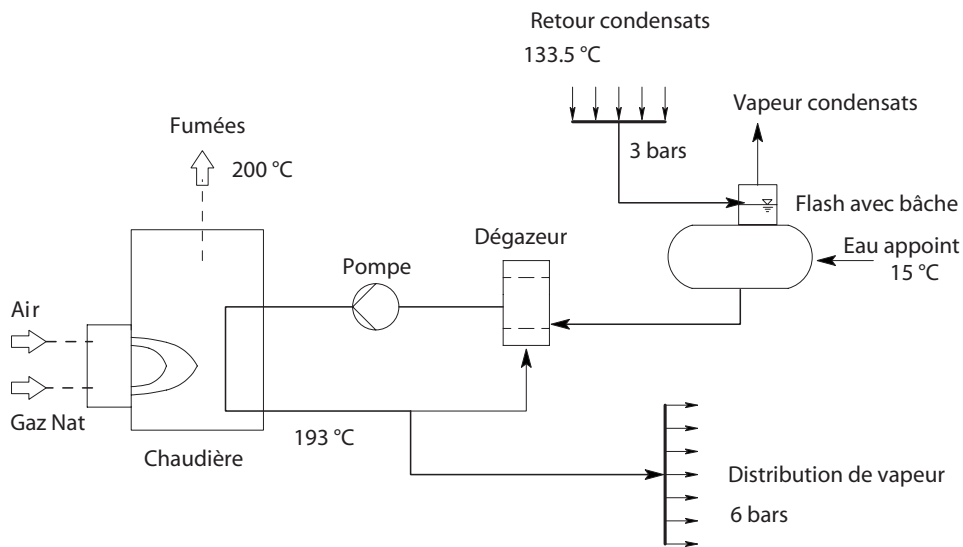 Retour condensats
133.5 °C
Vapeur condensats
Fumées
200 °C
3 bars
Flash avec bâche
Dégazeur
Eau appoint
15 °C
Pompe
Air
Gaz Nat
193 °C
Chaudière
Distribution de vapeur
6 bars